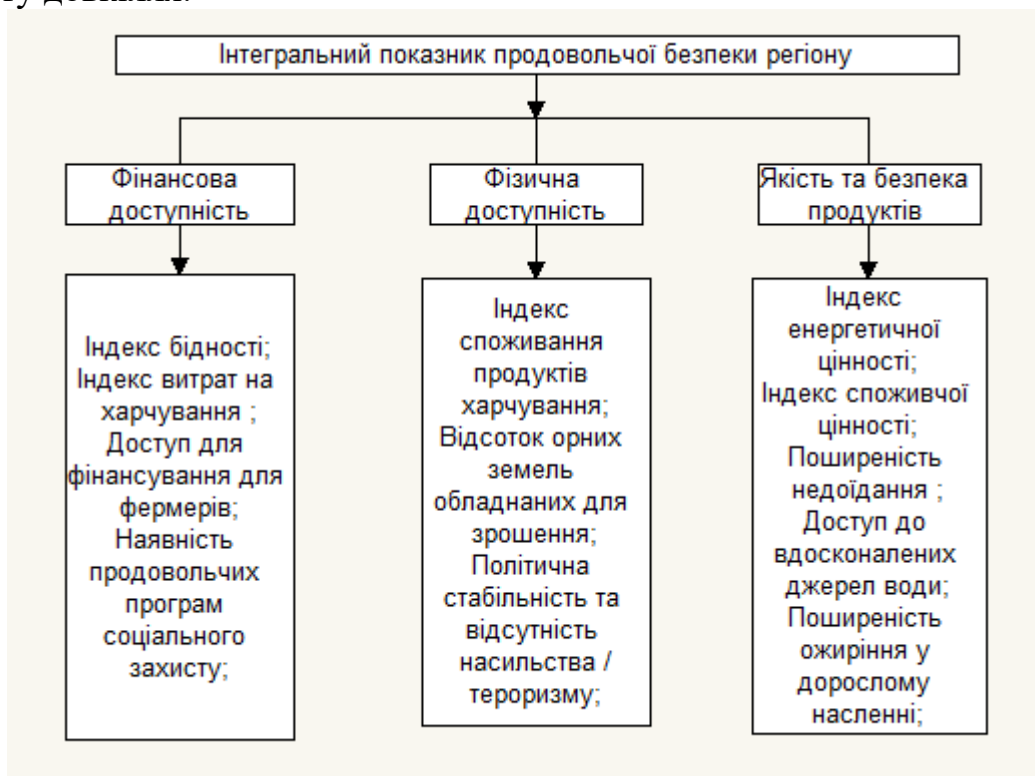 Інтегральний показник продовольчої безпеки регіону
Фінансова
доступність
Фізична
доступність
Якість та безпека
продуктів
Індекс бідності;
Індекс витрат на
харчування ;
Доступ для
фінансування для
фермерів;
Наявність
продовольчих
програм
соціального
захисту;
Індекс
споживання
продуктів
харчування;
Відсоток орних
земель
обладнаних для
зрошення;
Політична
стабільність та
відсутність
насильства /
тероризму;
Індекс
енергетичної
цінності;
Індекс споживчої
цінності;
Поширеність
недоїдання ;
Доступ до
вдосконалених
джерел води;
Поширеність
ожиріння у
дорослому
насленні;